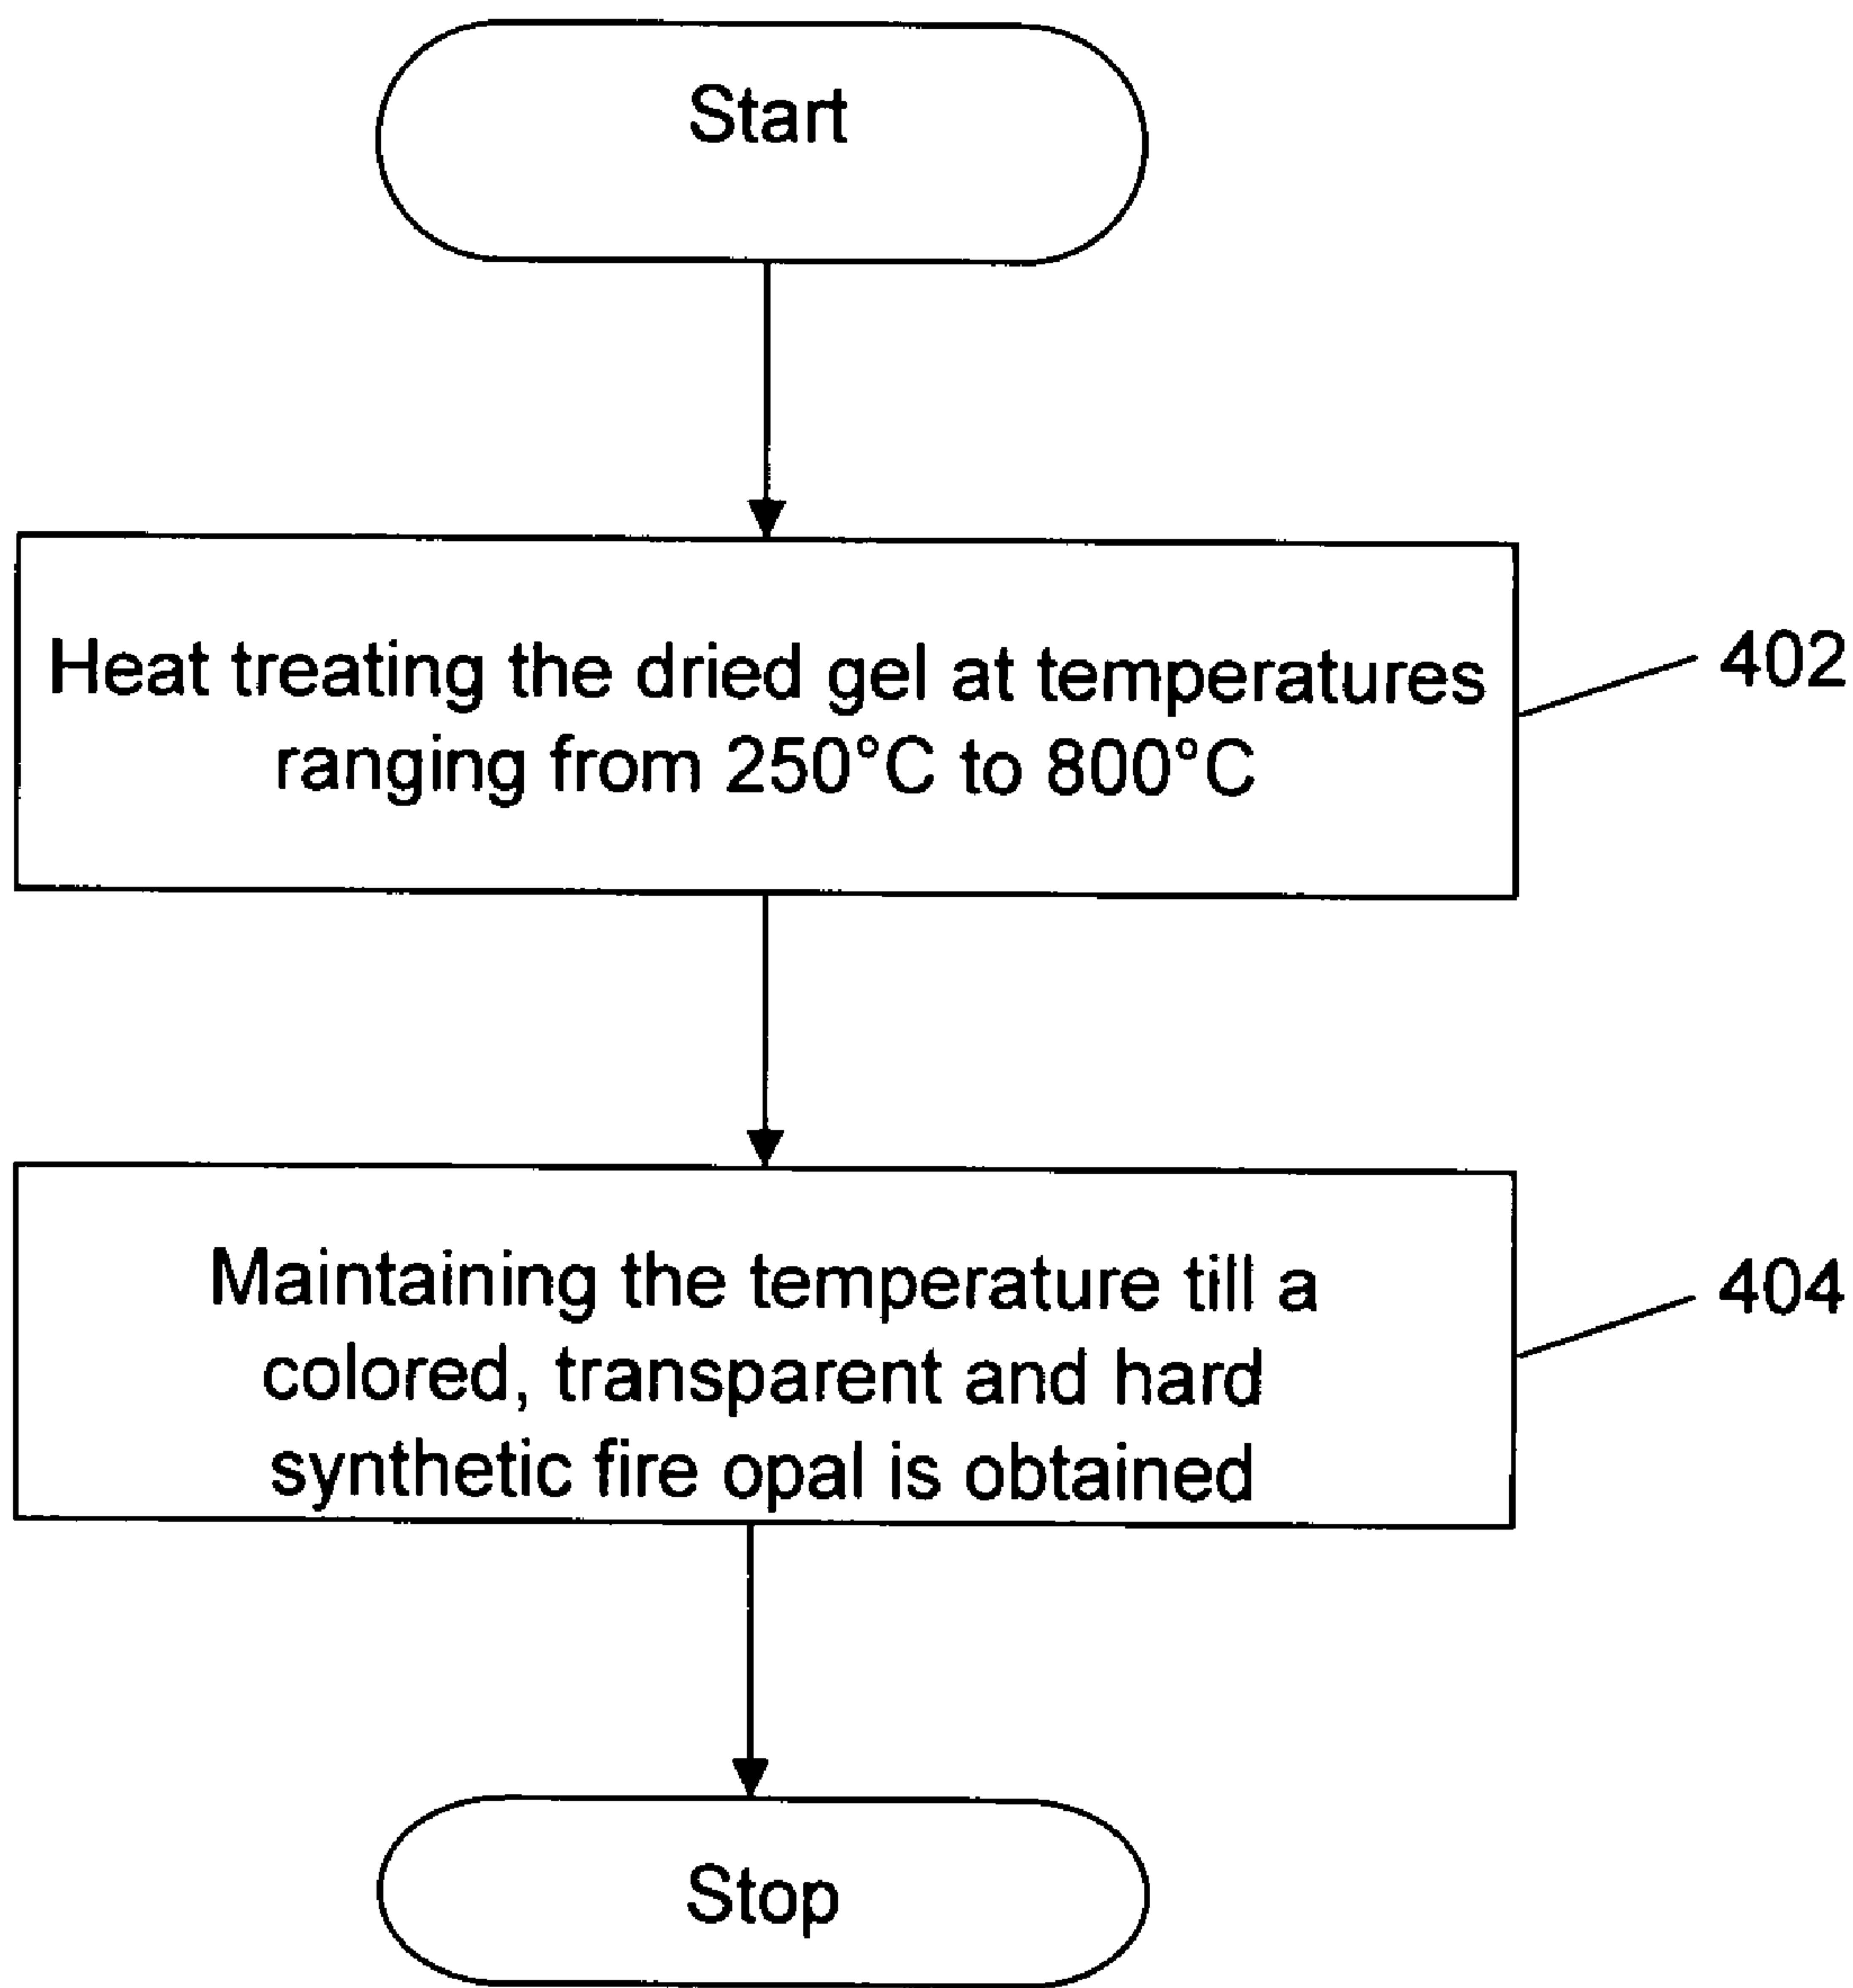 Start
Heat treating the dried gel at temperatures
ranging from 250°C to 800°C
402
Maintaining the temperature till a
colored, transparent and hard
synthetic fire opal is obtained
404
Stop